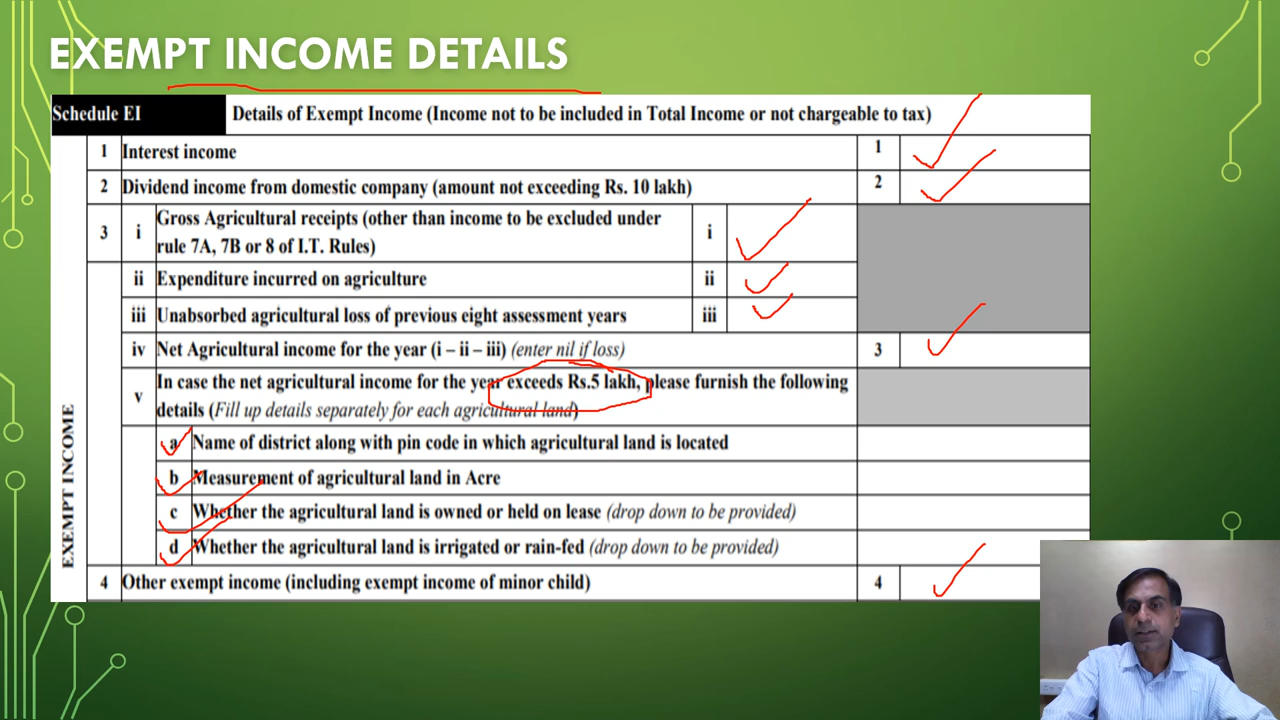 EXEMPT INCOME DETAILS
Schedule EI Details of Exempt Income (Income not to be included in Total Income or not chargeable to tax)
EXEMPT INCOME
1 Interest income 1
2 Dividend income from domestic company (amount not exceeding Rs. 10 lakh) 2
3 i Gross Agricultural receipts (other than income to be excluded under
rule 7A, 7B or 8 of I.T. Rules) i
ii Expenditure incurred on agriculture ii
iii Unabsorbed agricultural loss of previous eight assessment years iii
iv Net Agricultural income for the year (i – ii – iii) (enter nil if loss) 3
v In case the net agricultural income for the year exceeds Rs.5 lakh, please furnish the following
details (Fill up details separately for each agricultural land)
a Name of district along with pin code in which agricultural land is located
b Measurement of agricultural land in Acre
c Whether the agricultural land is owned or held on lease (drop down to be provided)
d Whether the agricultural land is irrigated or rain-fed (drop down to be provided)
4 Other exempt income (including exempt income of minor child) 4